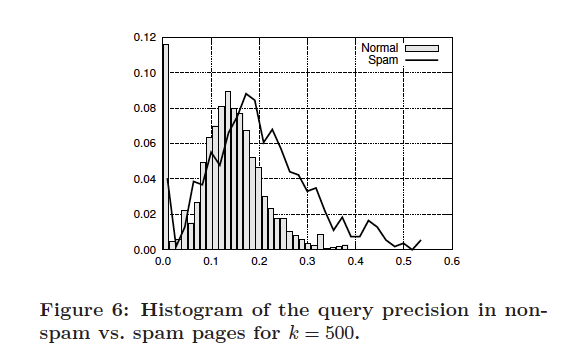 0.12
0.10
0.08
0.06
0.04
0.02
0.00
0.0 0.1 0.2 0.3 0.4 0.5 0.6
Normal
Spam
Figure 6: Histogram of the query precision in non-
spam vs. spam pages for k = 500.